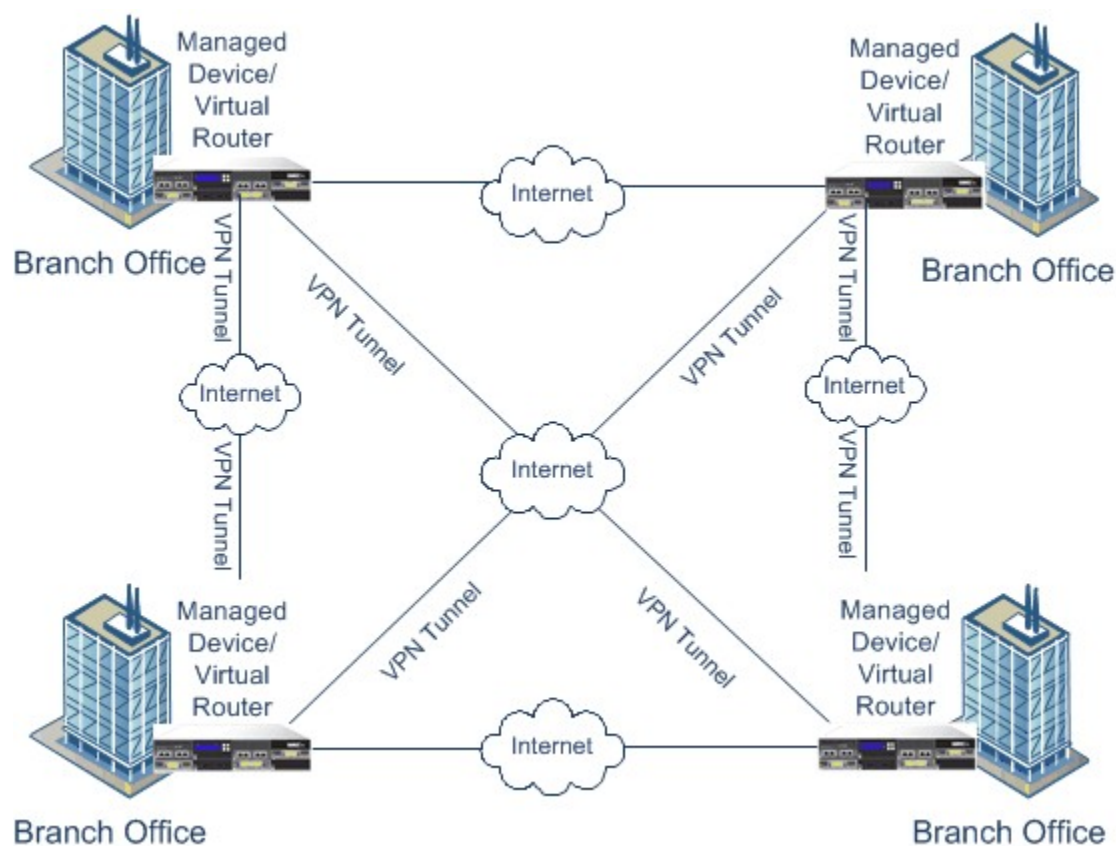 Managed
Device/
Virtual
Router
Managed
Device/
Virtual
Router
Internet
Branch Office
Branch Office
VPN Tunnel
VPN Tunnel
VPN Tunnel
VPN Tunnel
Internet
Internet
Internet
VPN Tunnel
VPN Tunnel
VPN Tunnel
VPN Tunnel
Managed
Device/
Virtual
Router
Managed
Device/
Virtual
Router
Internet
Branch Office
Branch Office